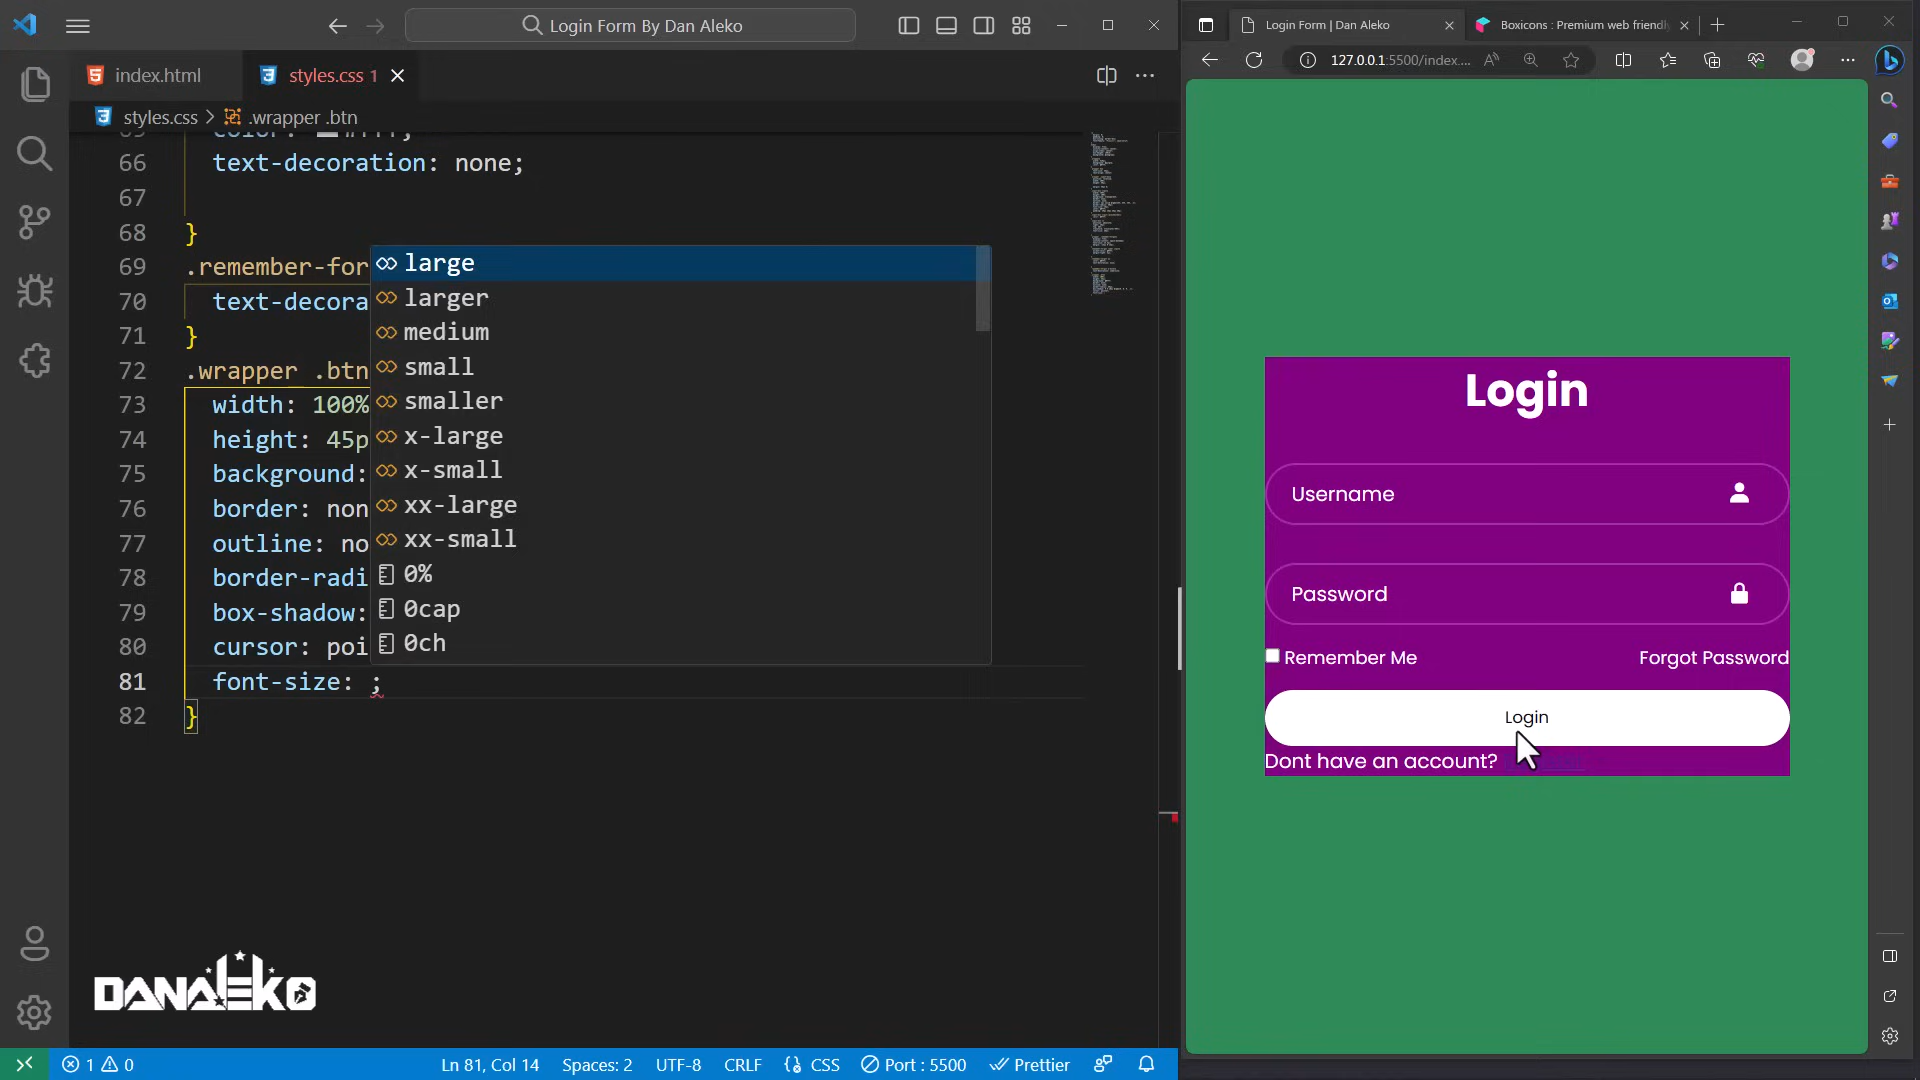 Login Form By Dan Aleko
index.html
styles.css 1
styles.css > .wrapper .btn
66 text-decoration: none;
67
68 }
69 .remember-for
70 text-decora
71 }
72 .wrapper .btn
73 width: 100%
74 height: 45p
75 background:
76 border: non
77 outline: no
78 border-radi
79 box-shadow:
80 cursor: poi
81 font-size: ;
82 }
large
larger
medium
small
smaller
x-large
x-small
xx-large
xx-small
0%
0cap
0ch
DANALEKO
1 0
Ln 81, Col 14
Spaces: 2
UTF-8
CRLF
{} CSS
Port : 5500
Prettier
Login Form | Dan Aleko
Boxicons : Premium web friendly
127.0.0.1:5500/index....
Login
Username
Password
Remember Me
Forgot Password
Login
Dont have an account?